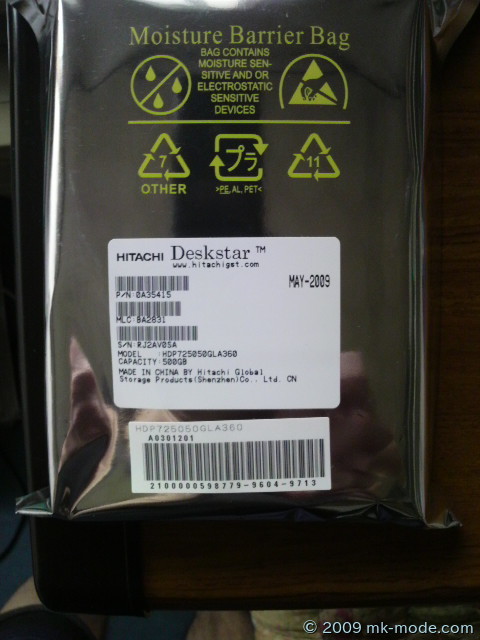 Moisture Barrier Bag
BAG CONTAINS
MOISTURE SEN-
SITIVE AND OR
ELECTROSTATIC
SENSITIVE
DEVICES
7
OTHER
プラ
>PE, AL, PET<
11
HITACHI Deskstar™
www.hitachigst.com
MAY-2009
P/N:0A35415
MLC:BA2831
S/N:RJ2AV05A
MODEL :HDP725050GLA360
CAPACITY:500GB
MADE IN CHINA BY Hitachi Global
Storage Products(Shenzhen)Co., Ltd. CN
HDP725050GLA360
A0301201
2100000598779-9604-9713
© 2009 mk-mode.com